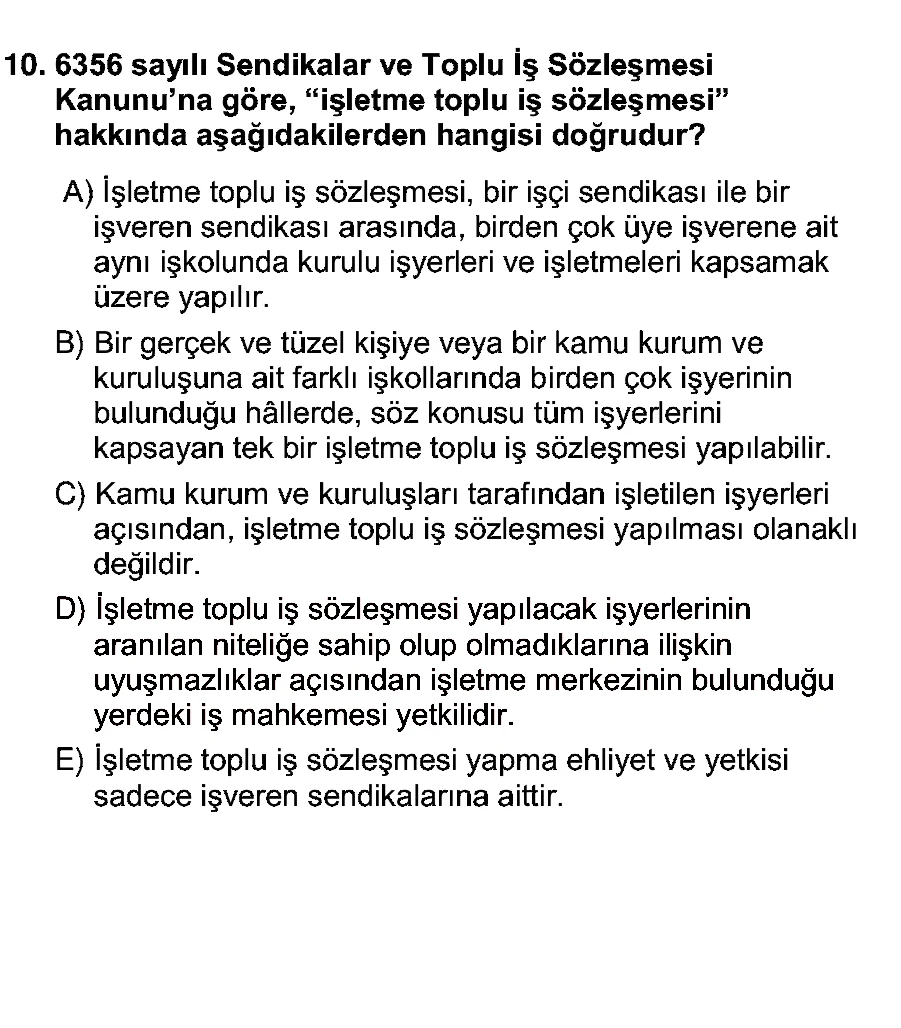 10. 6356 sayılı Sendikalar ve Toplu İş Sözleşmesi
Kanunu’na göre, “işletme toplu iş sözleşmesi”
hakkında aşağıdakilerden hangisi doğrudur?
A) İşletme toplu iş sözleşmesi, bir işçi sendikası ile bir
işveren sendikası arasında, birden çok üye işverene ait
aynı işkolunda kurulu işyerleri ve işletmeleri kapsamak
üzere yapılır.
B) Bir gerçek ve tüzel kişiye veya bir kamu kurum ve
kuruluşuna ait farklı işkollarında birden çok işyerinin
bulunduğu hâllerde, söz konusu tüm işyerlerini
kapsayan tek bir işletme toplu iş sözleşmesi yapılabilir.
C) Kamu kurum ve kuruluşları tarafından işletilen işyerleri
açısından, işletme toplu iş sözleşmesi yapılması olanaklı
değildir.
D) İşletme toplu iş sözleşmesi yapılacak işyerlerinin
aranılan niteliğe sahip olup olmadıklarına ilişkin
uyuşmazlıklar açısından işletme merkezinin bulunduğu
yerdeki iş mahkemesi yetkilidir.
E) İşletme toplu iş sözleşmesi yapma ehliyet ve yetkisi
sadece işveren sendikalarına aittir.